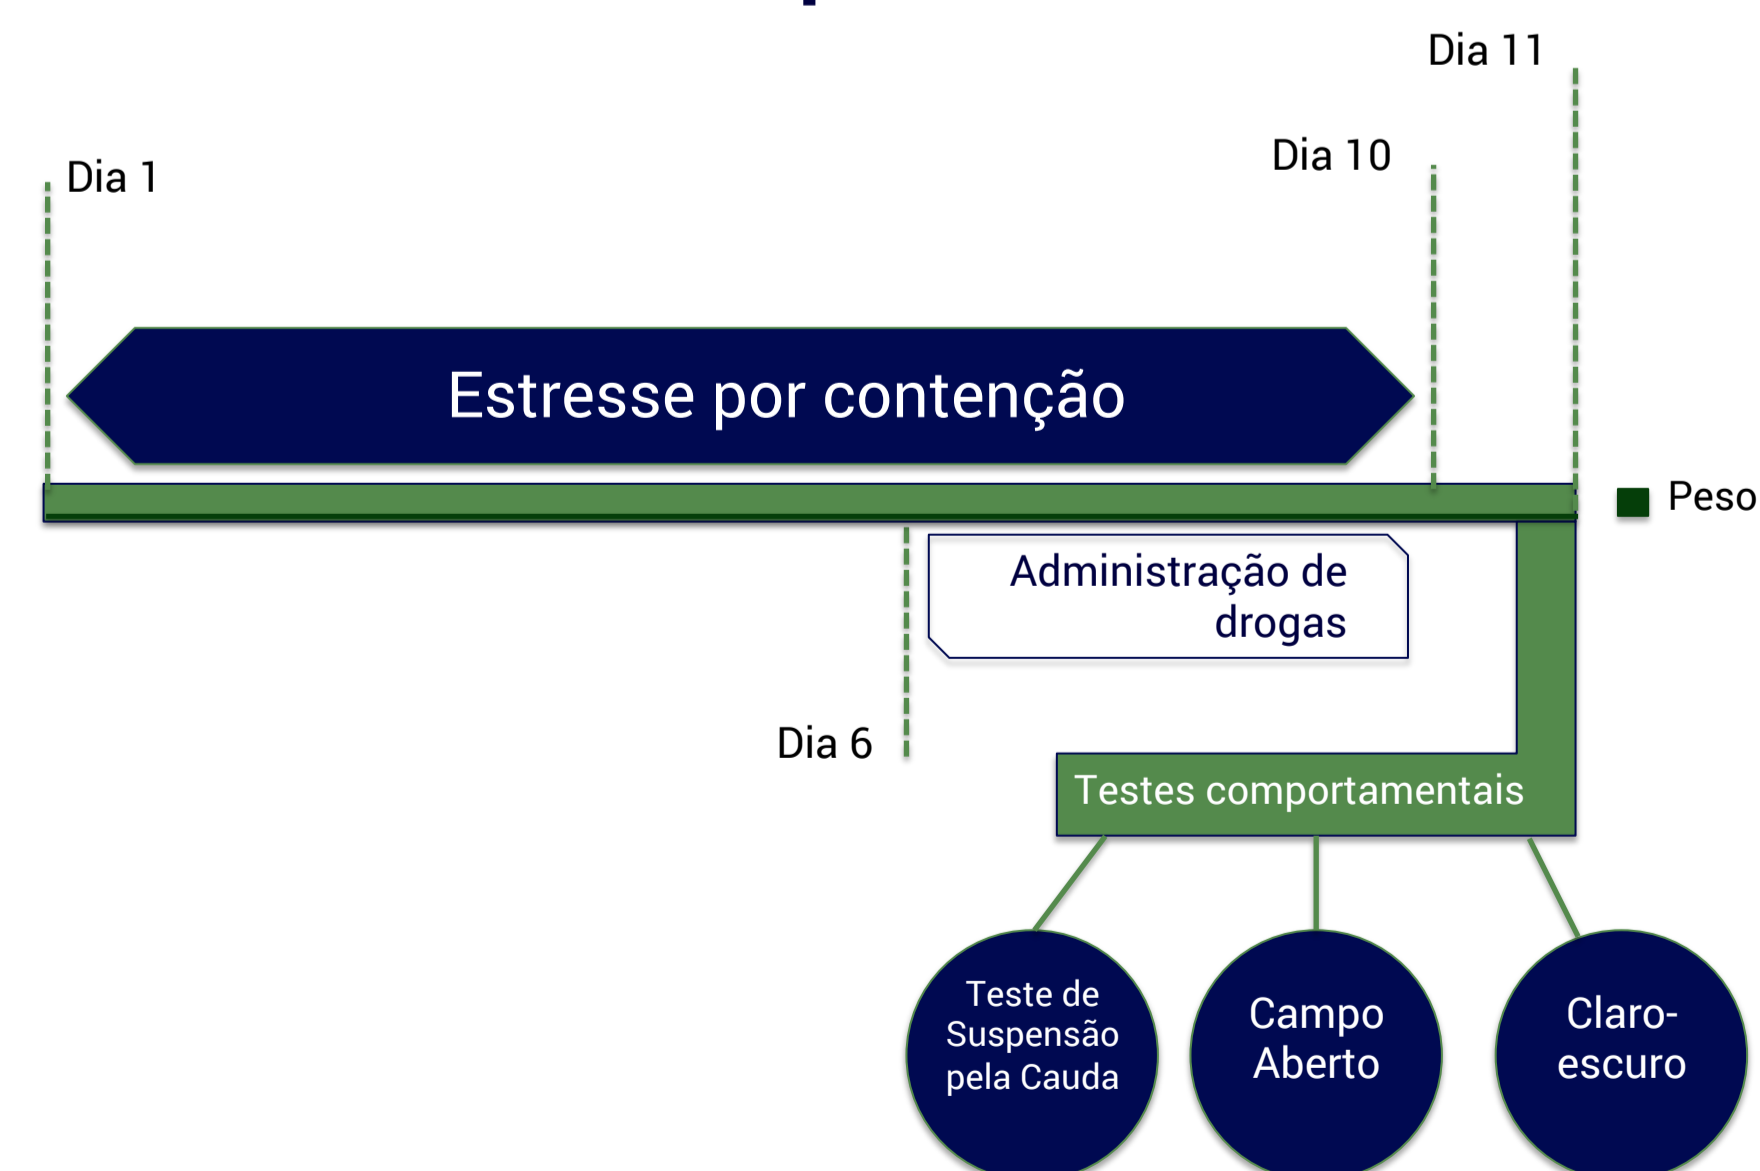 Dia 11
Dia 10
Dia 1
Estresse por contenção
Peso
Administração de
drogas
Dia 6
Testes comportamentais
Teste de
Suspensão
pela Cauda
Campo
Aberto
Claro-
escuro